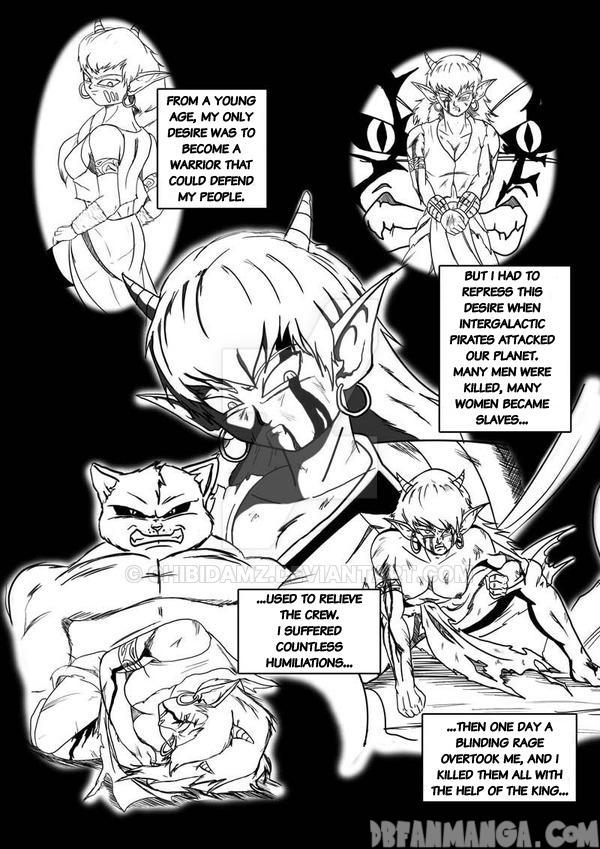 FROM A YOUNG
AGE, MY ONLY
DESIRE WAS TO
BECOME A
WARRIOR THAT
COULD DEFEND
MY PEOPLE.
BUT I HAD TO
REPRESS THIS
DESIRE WHEN
INTERGALACTIC
PIRATES ATTACKED
OUR PLANET.
MANY MEN WERE
KILLED, MANY
WOMEN BECAME
SLAVES...
© CHIBIDAMZ.DEVIANTART.COM
...USED TO RELIEVE
THE CREW.
I SUFFERED
COUNTLESS
HUMILIATIONS...
...THEN ONE DAY A
BLINDING RAGE
OVERTOOK ME, AND I
KILLED THEM ALL WITH
THE HELP OF THE KING...
DBFANMANGA.COM